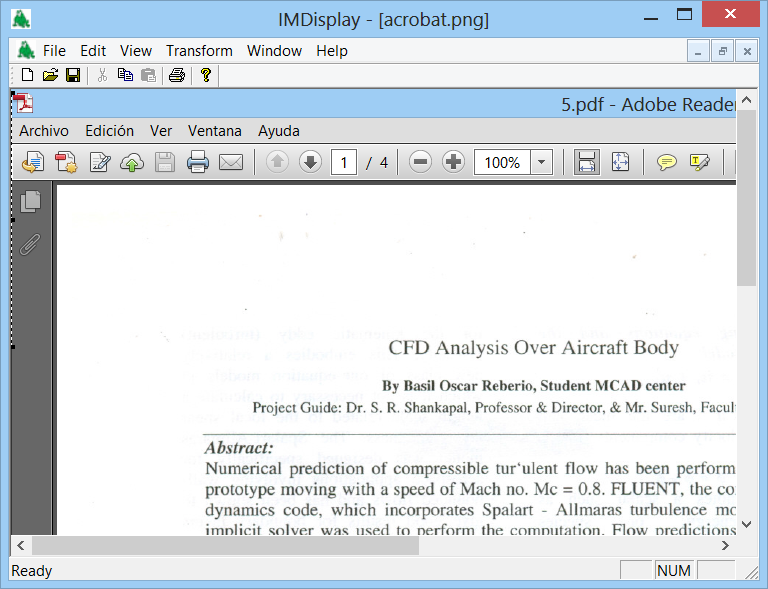 IMDisplay - [acrobat.png]
File Edit View Transform Window Help
5.pdf - Adobe Reader
Archivo Edición Ver Ventana Ayuda
1 / 4 100%
CFD Analysis Over Aircraft Body
By Basil Oscar Reberio, Student MCAD center
Project Guide: Dr. S. R. Shankapal, Professor & Director, & Mr. Suresh, Facul
Abstract:
Numerical prediction of compressible tur'ulent flow has been perform
prototype moving with a speed of Mach no. Mc = 0.8. FLUENT, the co
dynamics code, which incorporates Spalart - Allmaras turbulence mo
implicit solver was used to perform the computation. Flow predictions
Ready NUM